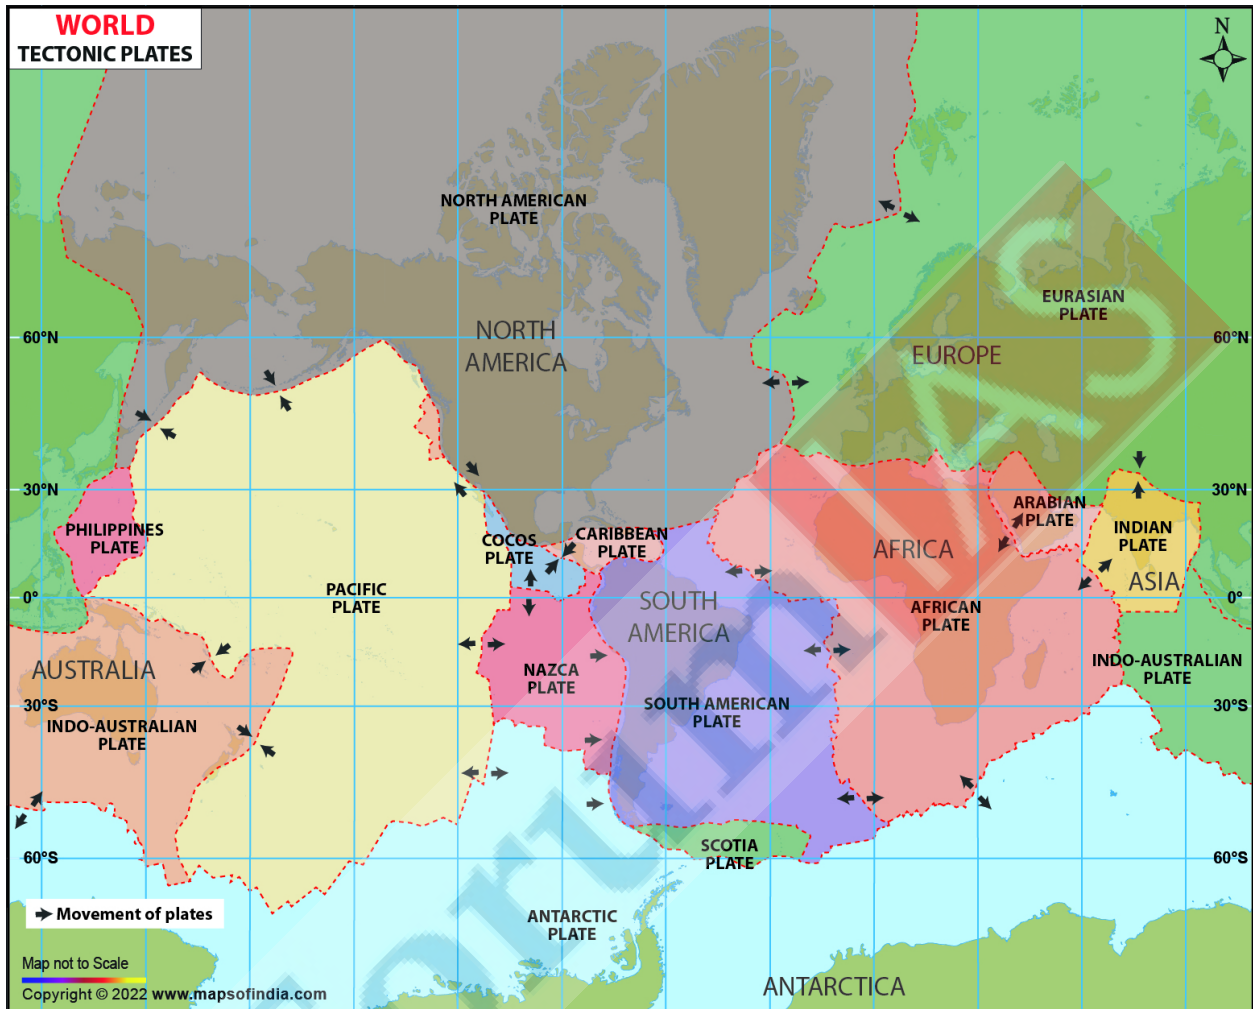 WORLD
TECTONIC PLATES
N
NORTH AMERICAN
PLATE
NORTH
AMERICA
EURASIAN
PLATE
EUROPE
60°N
60°N
30°N
30°N
PHILIPPINES
PLATE
COCOS
PLATE
CARIBBEAN
PLATE
AFRICA
ARABIAN
PLATE
INDIAN
PLATE
ASIA
PACIFIC
PLATE
0°
0°
SOUTH
AMERICA
AFRICAN
PLATE
AUSTRALIA
NAZCA
PLATE
INDO-AUSTRALIAN
PLATE
SOUTH AMERICAN
PLATE
INDO-AUSTRALIAN
PLATE
30°S
30°S
SCOTIA
PLATE
60°S
60°S
ANTARCTIC
PLATE
ANTARCTICA
Movement of plates
Map not to Scale
Copyright © 2022 www.mapsofindia.com
IAS